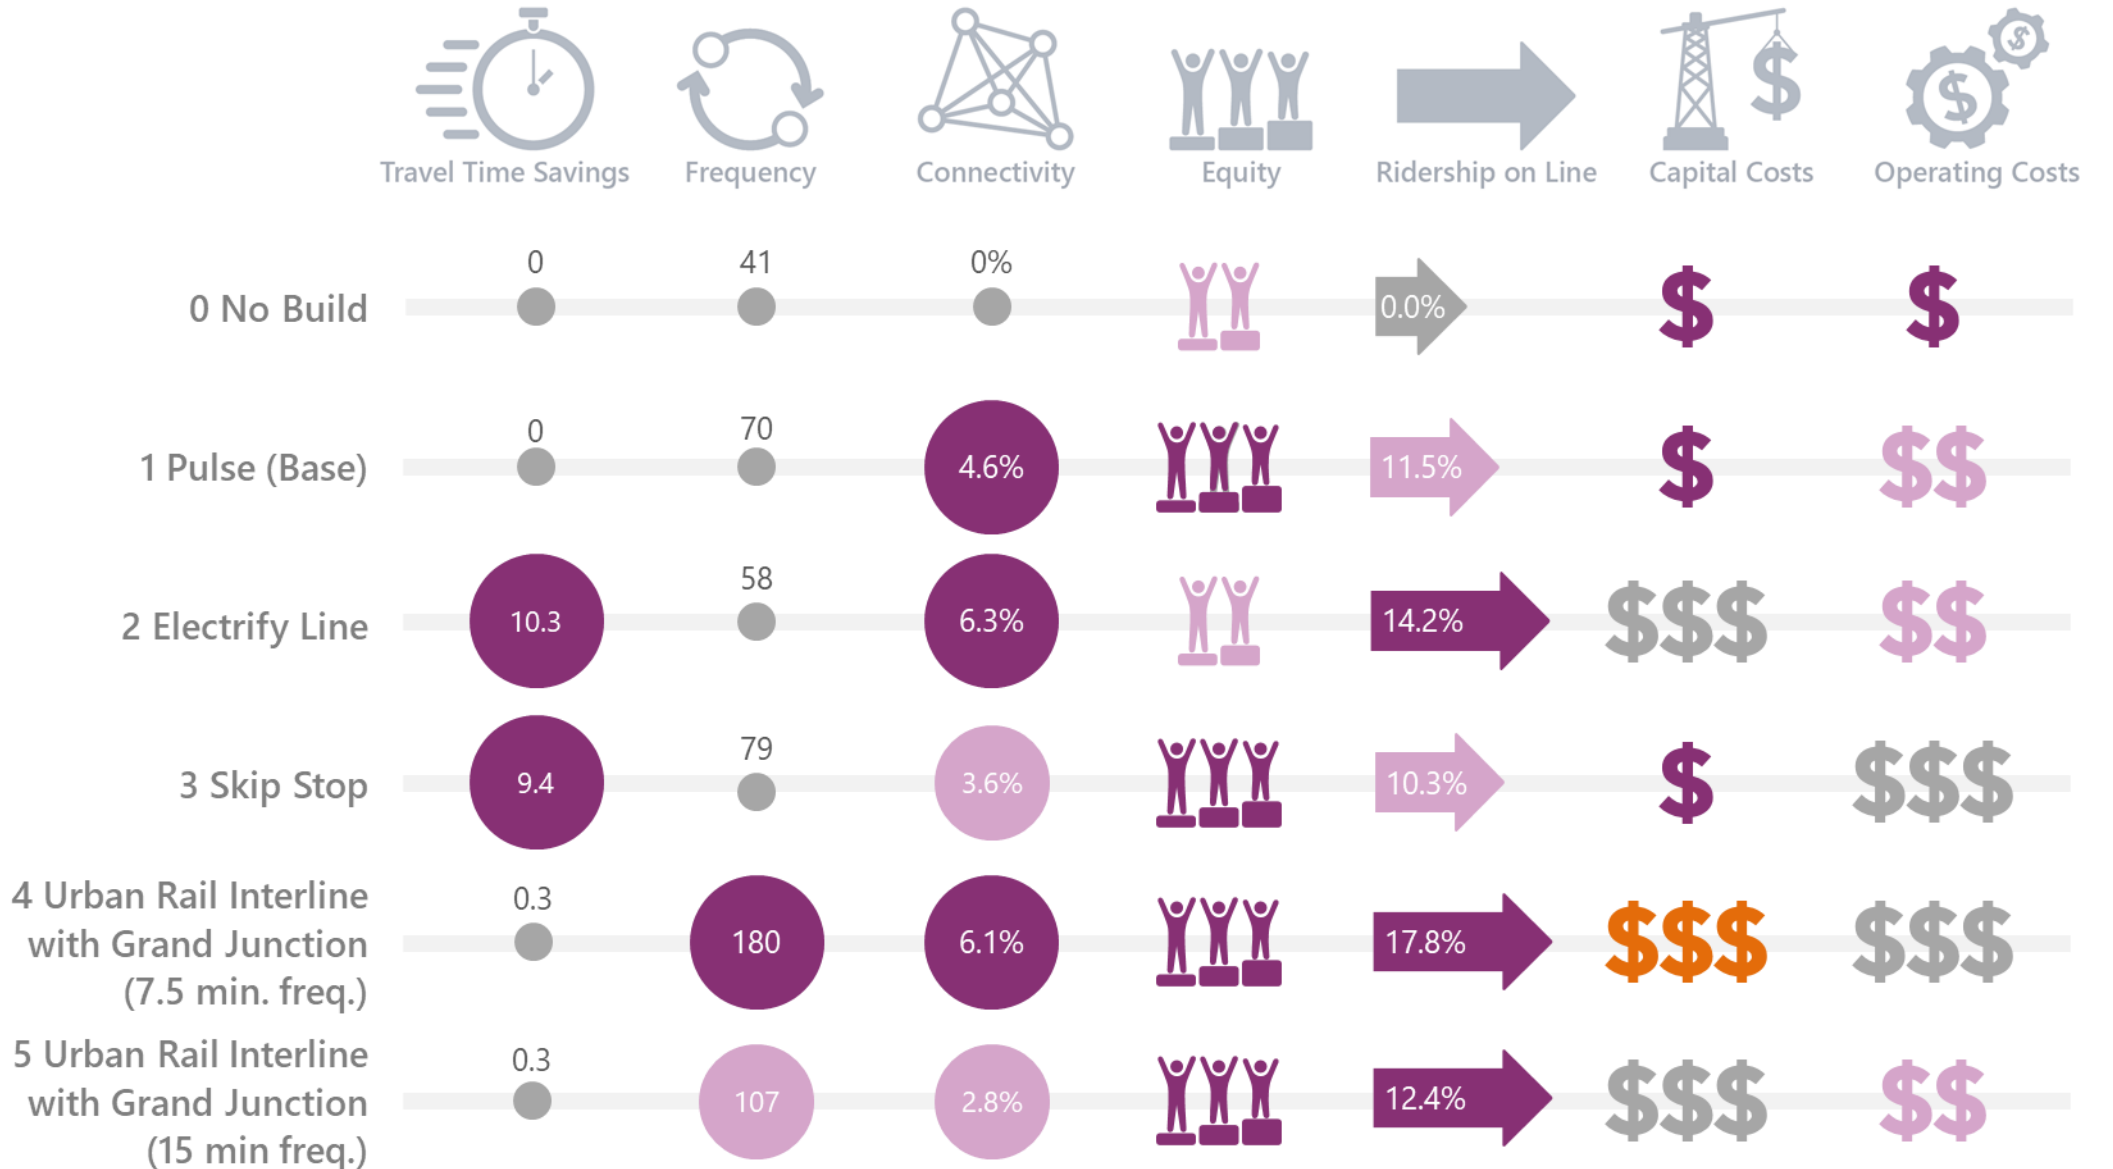 Travel Time Savings Frequency Connectivity Equity Ridership on Line Capital Costs Operating Costs
0 No Build 0 41 0% 0.0% $ $
1 Pulse (Base) 0 70 4.6% 11.5% $ $$
2 Electrify Line 10.3 58 6.3% 14.2% $$$ $$
3 Skip Stop 9.4 79 3.6% 10.3% $ $$$
4 Urban Rail Interline
with Grand Junction
(7.5 min. freq.) 0.3 180 6.1% 17.8% $$$ $$$
5 Urban Rail Interline
with Grand Junction
(15 min freq.) 0.3 107 2.8% 12.4% $$$ $$